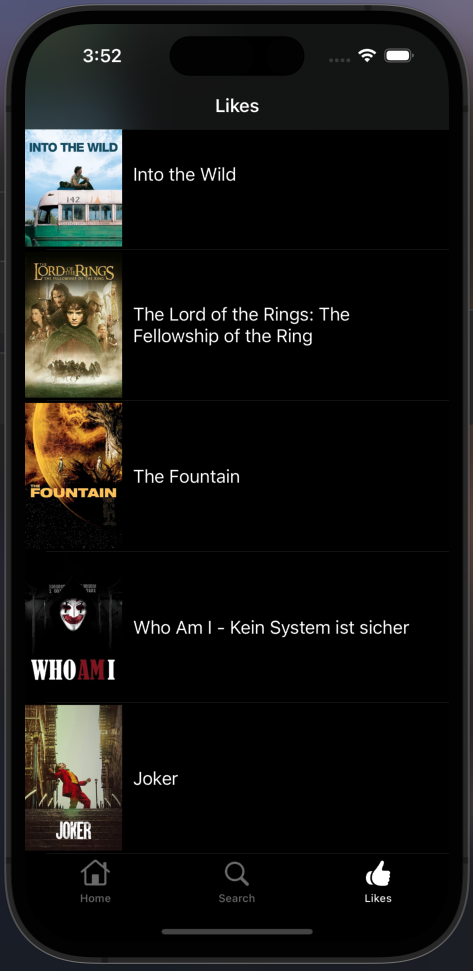 3:52
Likes
INTO THE WILD
142
Into the Wild
THE
LORD OF THE RINGS
THE FELLOWSHIP OF THE RING
The Lord of the Rings: The
Fellowship of the Ring
THE
FOUNTAIN
The Fountain
WHO AM I
Who Am I - Kein System ist sicher
JOKER
Joker
Home
Search
Likes